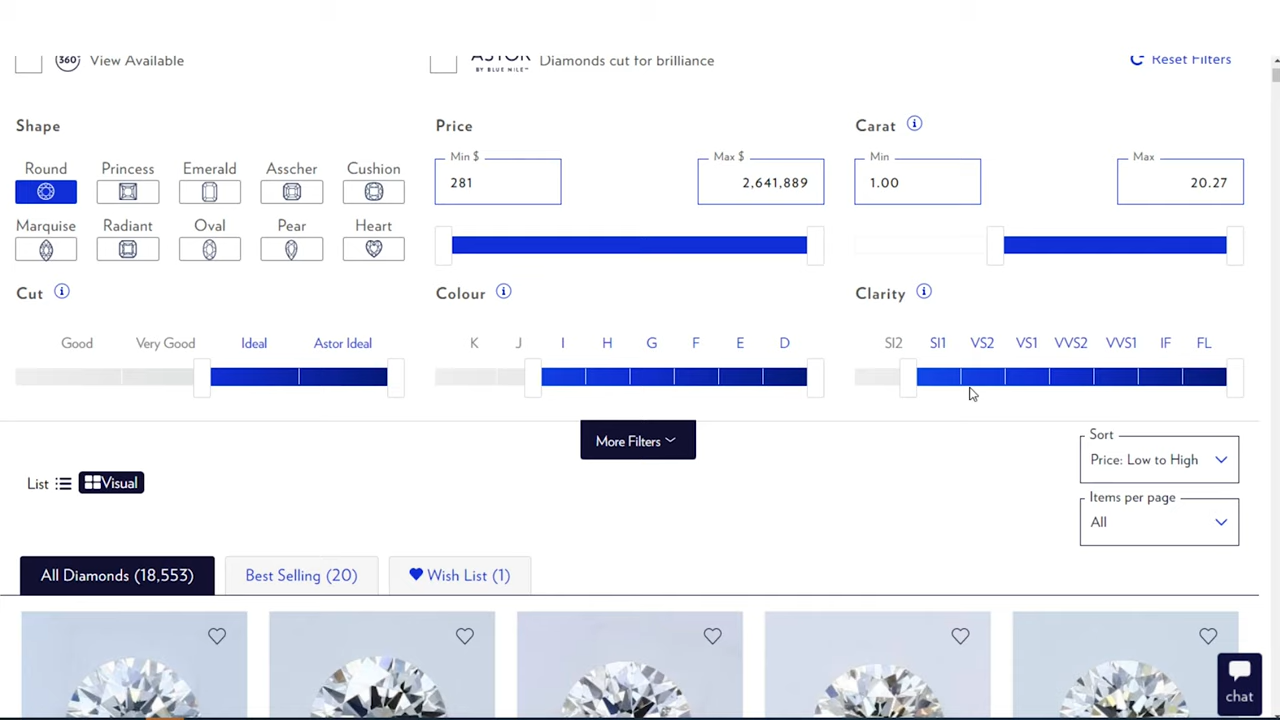 360° View Available
ASTOR
BY BLUE NILE™
Diamonds cut for brilliance
Reset Filters
Shape
Round Princess Emerald Asscher Cushion
Marquise Radiant Oval Pear Heart
Price
Min $ Max $
281 2,641,889
Carat
Min Max
1.00 20.27
Cut
Good Very Good Ideal Astor Ideal
Colour
K J I H G F E D
Clarity
SI2 SI1 VS2 VS1 VVS2 VVS1 IF FL
More Filters
List Visual
Sort
Price: Low to High
Items per page
All
All Diamonds (18,553) Best Selling (20) Wish List (1)
chat